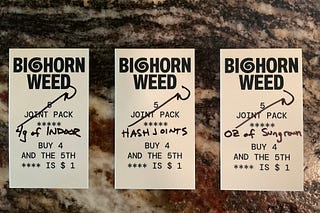 BIGHORN
WEED
5
JOINT PACK
*****
4g of INDOOR
BUY 4
AND THE 5TH
**** IS $ 1
BIGHORN
WEED
5
JOINT PACK
*****
HASH JOINTS
BUY 4
AND THE 5TH
**** IS $ 1
BIGHORN
WEED
5
JOINT PACK
*****
OZ of Sungrown
BUY 4
AND THE 5TH
**** IS $ 1